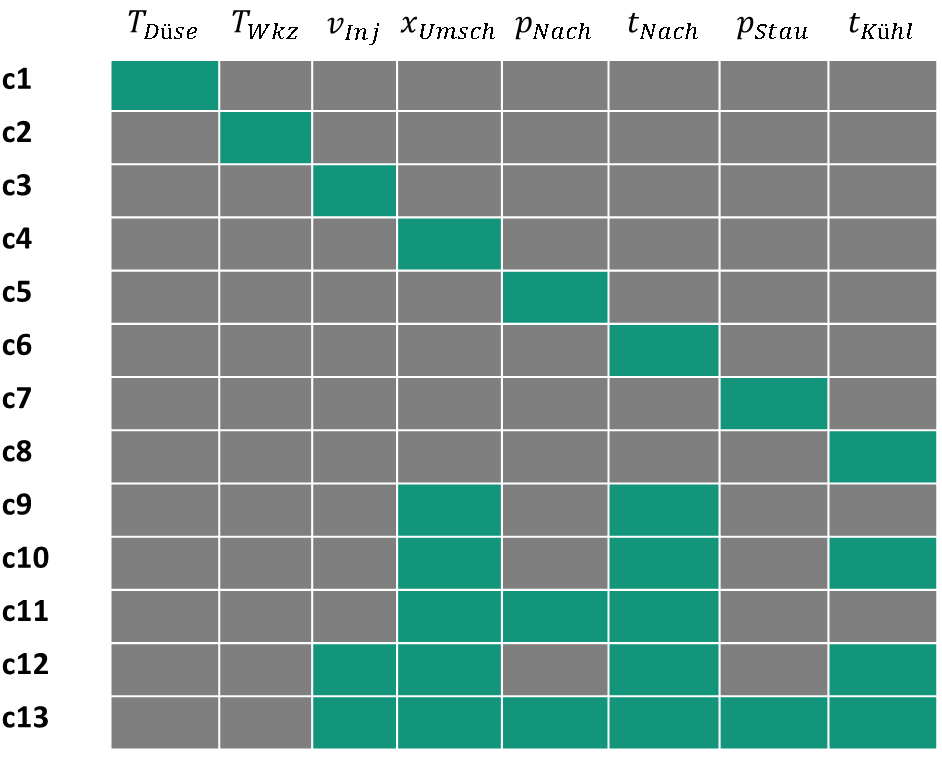 T_Düse T_Wkz v_Inj x_Umsch p_Nach t_Nach p_Stau t_Kühl
c1
c2
c3
c4
c5
c6
c7
c8
c9
c10
c11
c12
c13